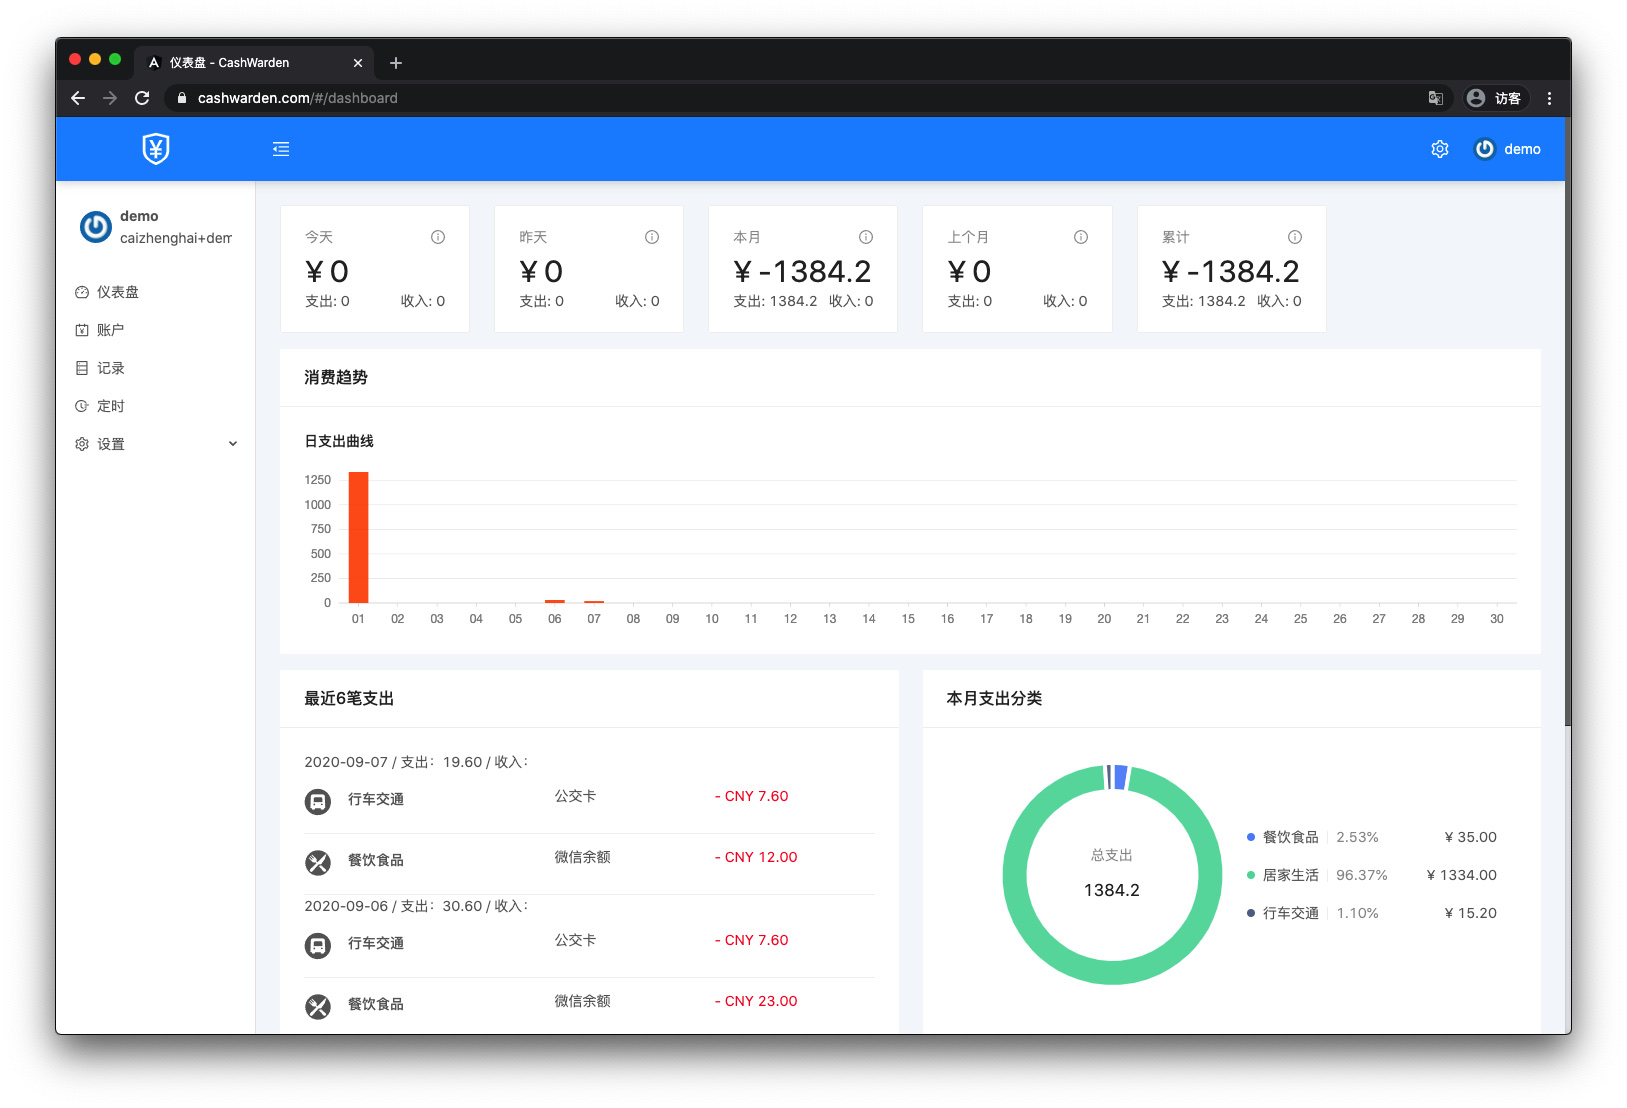 仪表盘 - CashWarden
cashwarden.com/#/dashboard
访客
demo
demo
caizhenghai+dem
仪表盘
账户
记录
定时
设置
今天
¥ 0
支出: 0 收入: 0
昨天
¥ 0
支出: 0 收入: 0
本月
¥ -1384.2
支出: 1384.2 收入: 0
上个月
¥ 0
支出: 0 收入: 0
累计
¥ -1384.2
支出: 1384.2 收入: 0
消费趋势
日支出曲线
1250
1000
750
500
250
0
01 02 03 04 05 06 07 08 09 10 11 12 13 14 15 16 17 18 19 20 21 22 23 24 25 26 27 28 29 30
最近6笔支出
2020-09-07 / 支出：19.60 / 收入：
行车交通 公交卡 - CNY 7.60
餐饮食品 微信余额 - CNY 12.00
2020-09-06 / 支出：30.60 / 收入：
行车交通 公交卡 - CNY 7.60
餐饮食品 微信余额 - CNY 23.00
本月支出分类
总支出
1384.2
餐饮食品 2.53% ¥ 35.00
居家生活 96.37% ¥ 1334.00
行车交通 1.10% ¥ 15.20